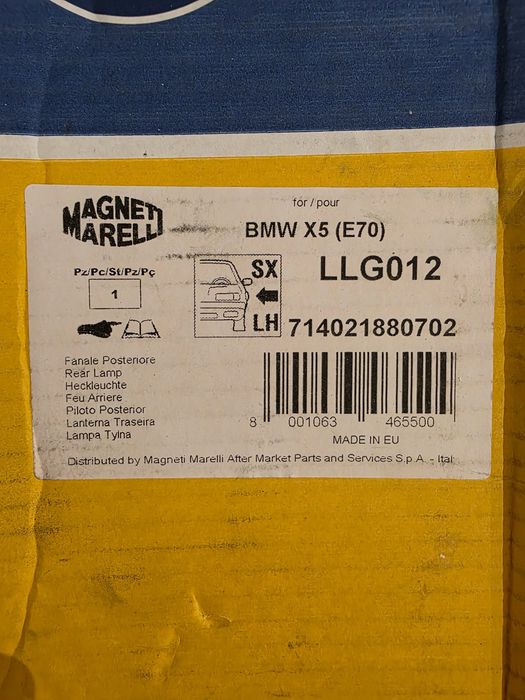 MAGNETI
MARELLI
for / pour
BMW X5 (E70)
Pz/Pc/St/Pz/Pç
1
SX
LH
LLG012
714021880702
Fanale Posteriore
Rear Lamp
Heckleuchte
Feu Arriere
Piloto Posterior
Lanterna Traseira
Lampa Tylna
8 001063 465500
MADE IN EU
Distributed by Magneti Marelli After Market Parts and Services S.p.A. - Ital